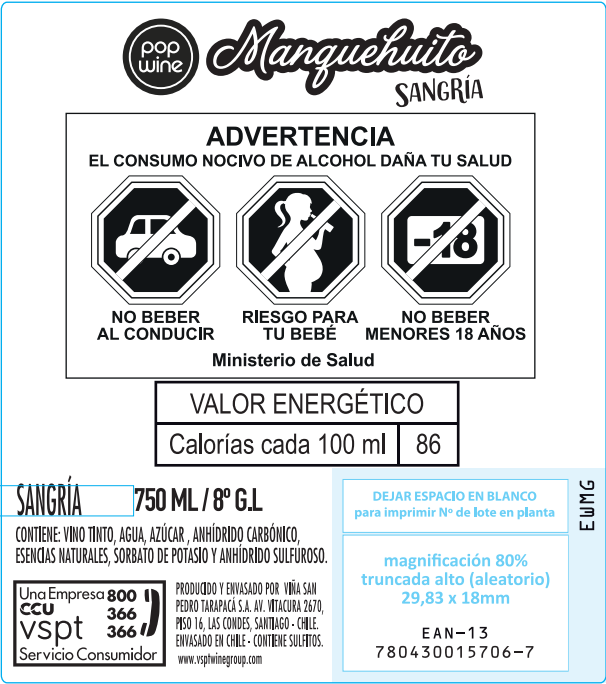 pop
wine
Manquehuito
SANGRÍA
ADVERTENCIA
EL CONSUMO NOCIVO DE ALCOHOL DAÑA TU SALUD
-18
NO BEBER
AL CONDUCIR
RIESGO PARA
TU BEBÉ
NO BEBER
MENORES 18 AÑOS
Ministerio de Salud
VALOR ENERGÉTICO
Calorías cada 100 ml 86
SANGRÍA 750 ML / 8º G.L
CONTIENE: VINO TINTO, AGUA, AZÚCAR , ANHÍDRIDO CARBÓNICO,
ESENCIAS NATURALES, SORBATO DE POTASIO Y ANHÍDRIDO SULFUROSO.
Una Empresa
CCU
vspt
Servicio Consumidor
800
366
366
PRODUCIDO Y ENVASADO POR VIÑA SAN
PEDRO TARAPACÁ S.A. AV. VITACURA 2670,
PISO 16, LAS CONDES, SANTIAGO - CHILE.
ENVASADO EN CHILE - CONTIENE SULFITOS.
www.vsptwinegroup.com
DEJAR ESPACIO EN BLANCO
para imprimir Nº de lote en planta
EWMG
magnificación 80%
truncada alto (aleatorio)
29,83 x 18mm
EAN-13
780430015706-7